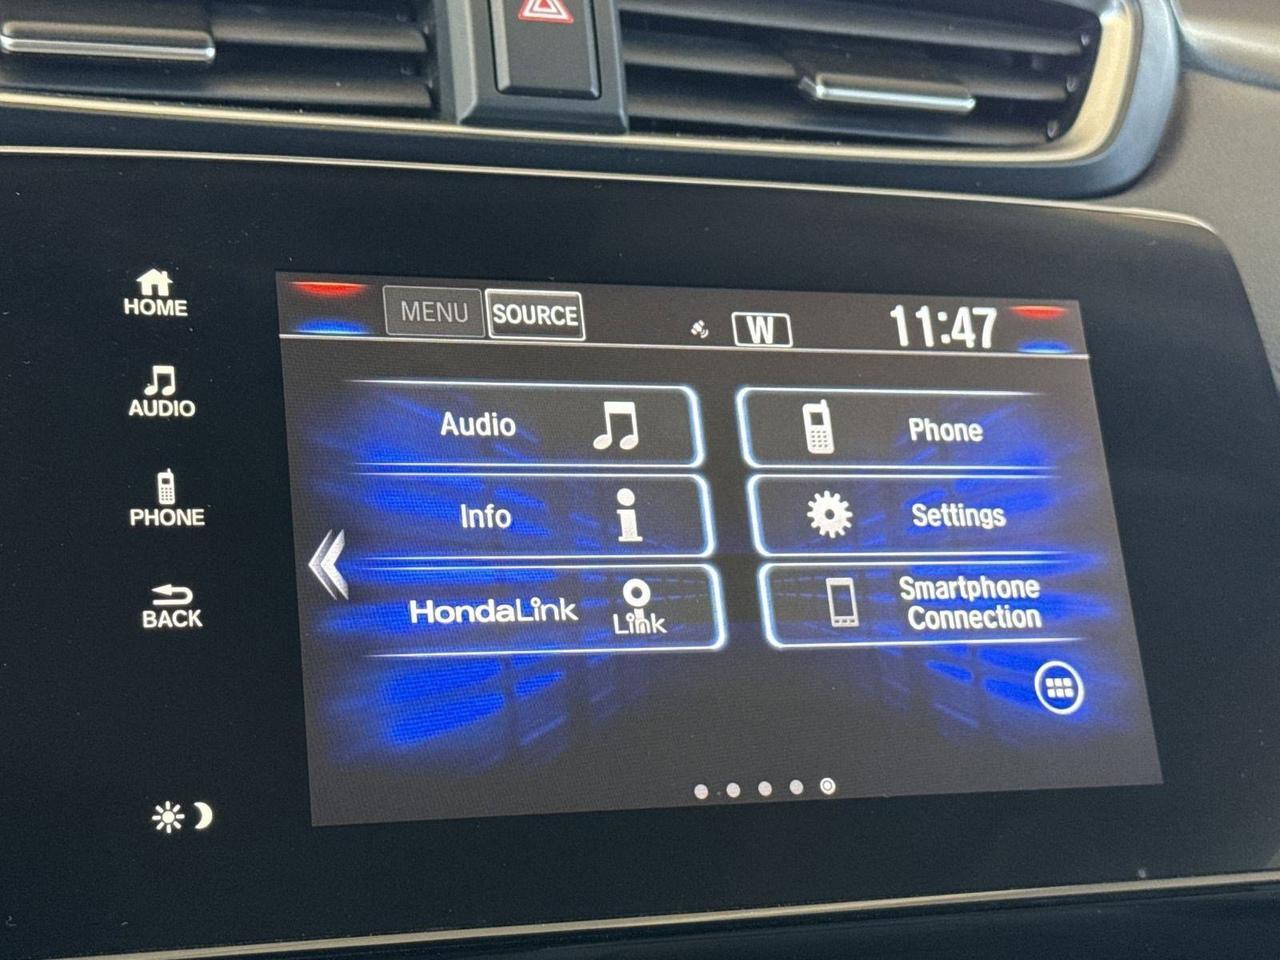 HOME
AUDIO
PHONE
BACK
MENU SOURCE W 11:47
Audio Phone
Info Settings
HondaLink Link Smartphone
Connection